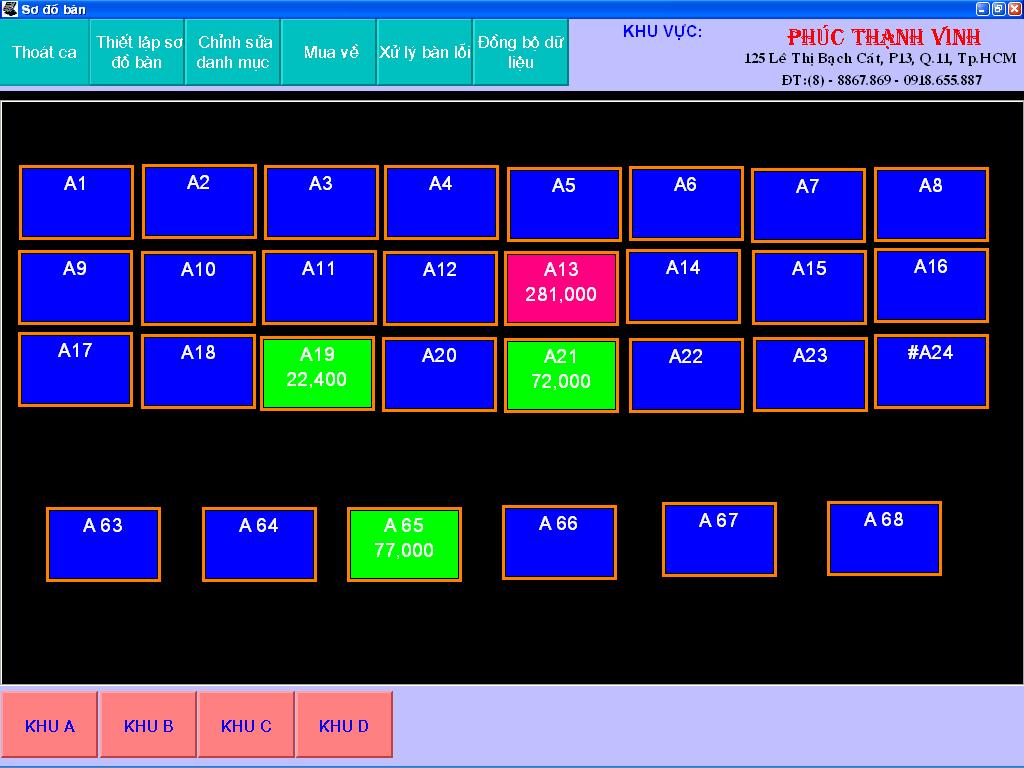 Sơ đồ bàn
Thoát ca
Thiết lập sơ
đồ bàn
Chỉnh sửa
danh mục
Mua về
Xử lý bàn lỗi
Đồng bộ dữ
liệu
KHU VỰC:
PHÚC THẠNH VINH
125 Lê Thị Bạch Cát, P13, Q.11, Tp.HCM
ĐT:(8) - 8867.869 - 0918.655.887
A1
A2
A3
A4
A5
A6
A7
A8
A9
A10
A11
A12
A13
281,000
A14
A15
A16
A17
A18
A19
22,400
A20
A21
72,000
A22
A23
#A24
A 63
A 64
A 65
77,000
A 66
A 67
A 68
KHU A
KHU B
KHU C
KHU D